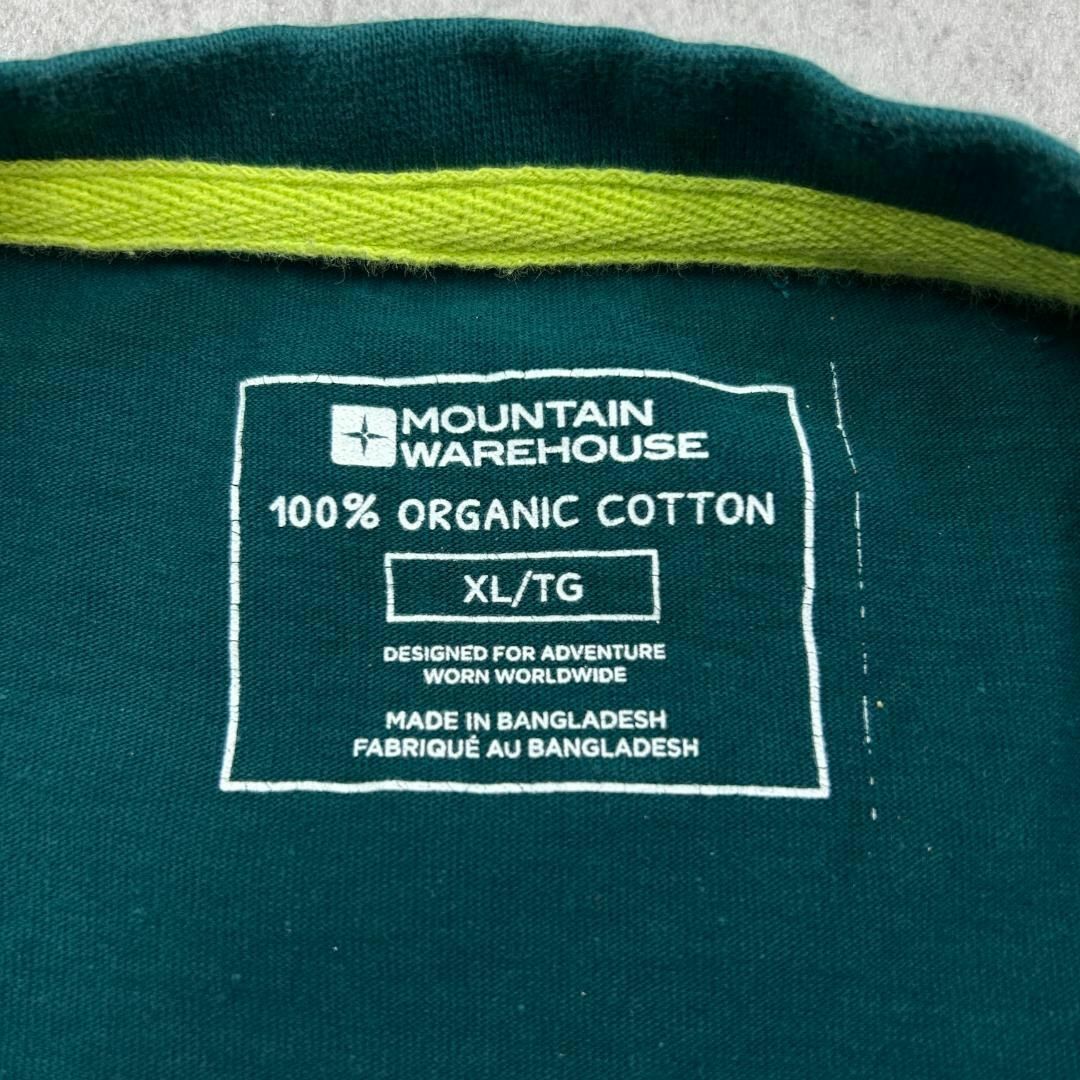 MOUNTAIN
WAREHOUSE
100% ORGANIC COTTON
XL/TG
DESIGNED FOR ADVENTURE
WORN WORLDWIDE
MADE IN BANGLADESH
FABRIQUÉ AU BANGLADESH